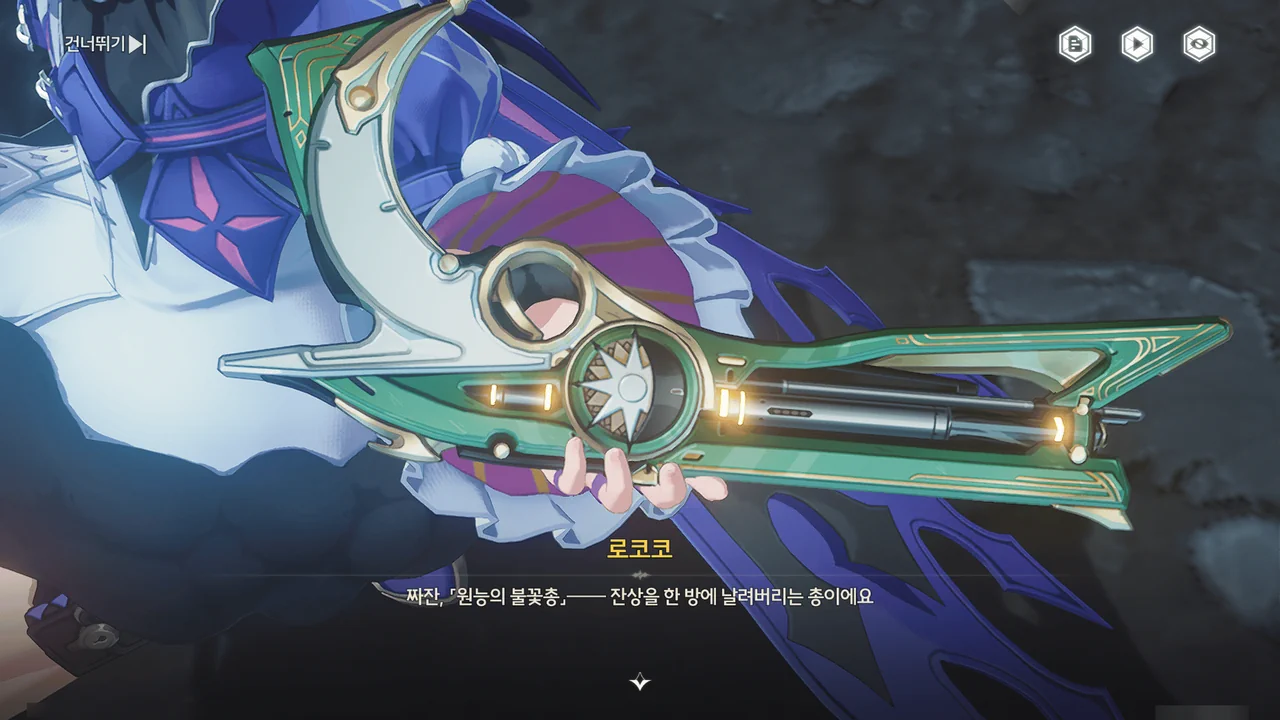 건너뛰기
로코코
짜잔, 「원능의 불꽃총」—— 잔상을 한 방에 날려버리는 총이에요